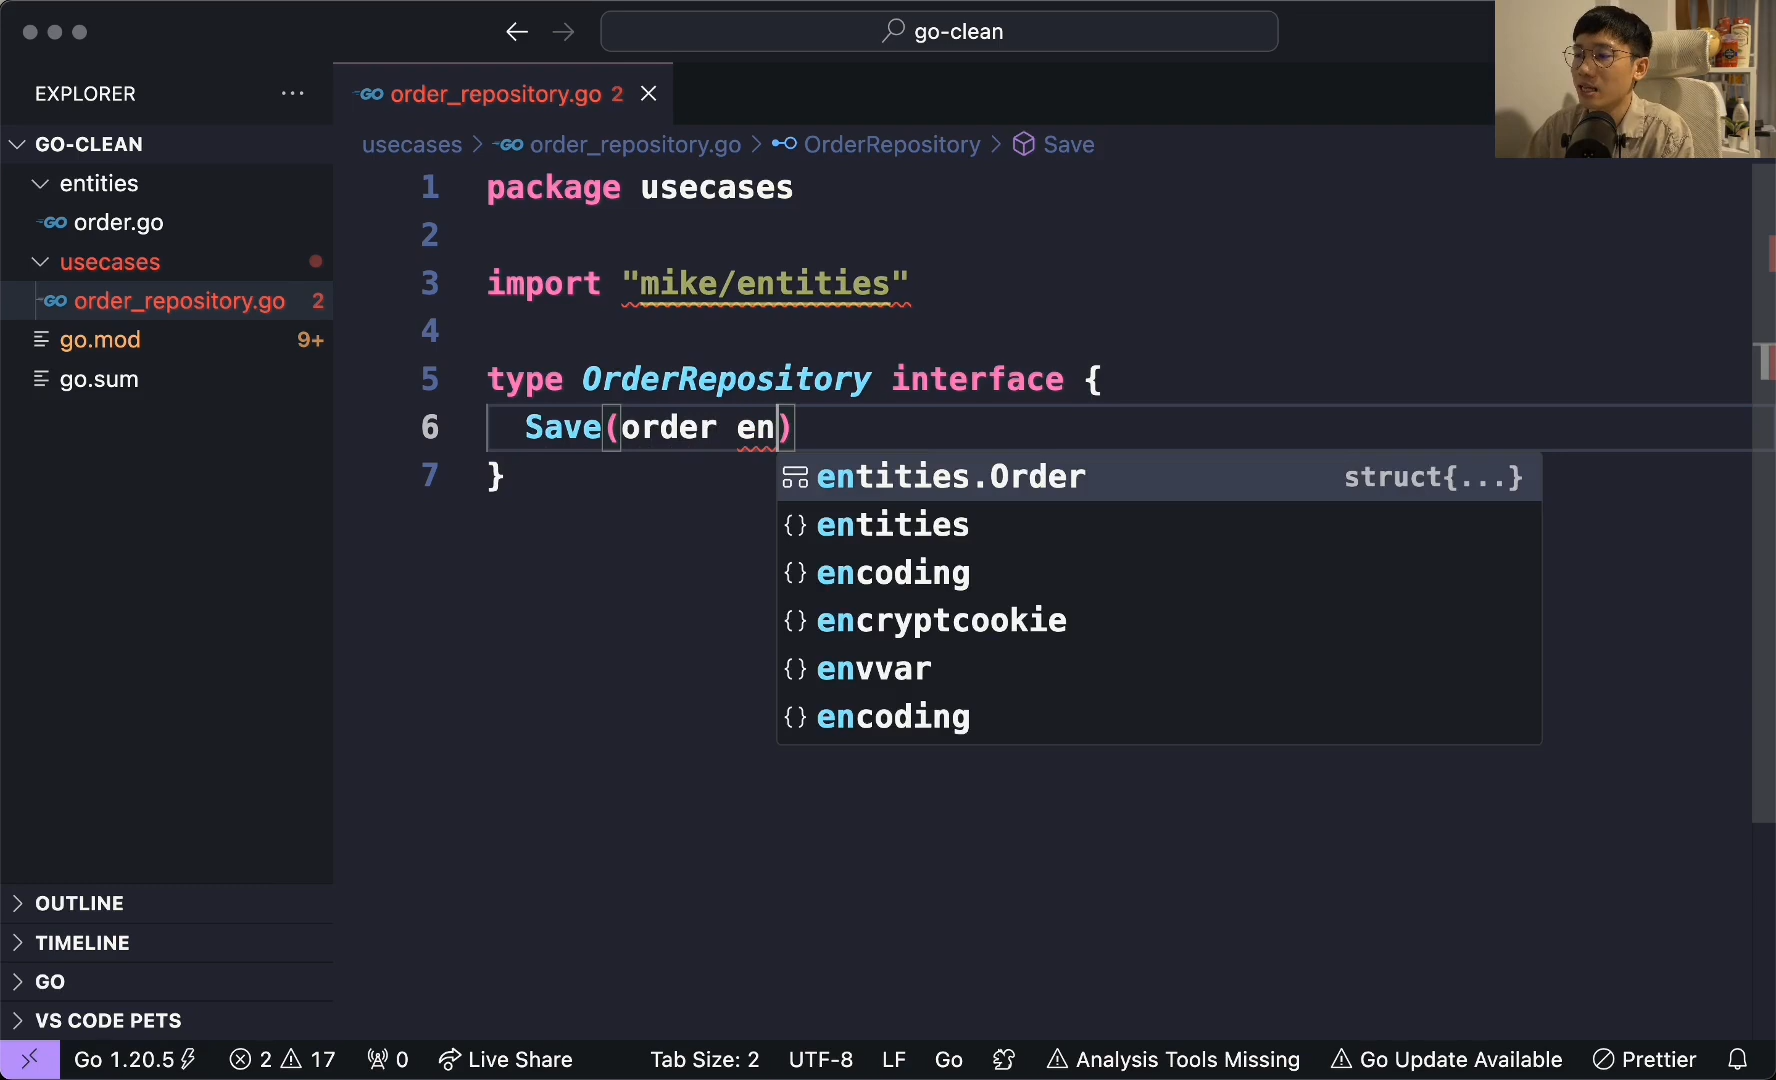 go-clean
EXPLORER
order_repository.go 2
GO-CLEAN
entities
order.go
usecases
order_repository.go 2
go.mod 9+
go.sum
usecases > order_repository.go > OrderRepository > Save
1 package usecases
2
3 import "mike/entities"
4
5 type OrderRepository interface {
6 Save(order en)
7 }
entities.Order struct{...}
entities
encoding
encryptcookie
envvar
encoding
OUTLINE
TIMELINE
GO
VS CODE PETS
Go 1.20.5 2 17 0 Live Share Tab Size: 2 UTF-8 LF Go Analysis Tools Missing Go Update Available Prettier